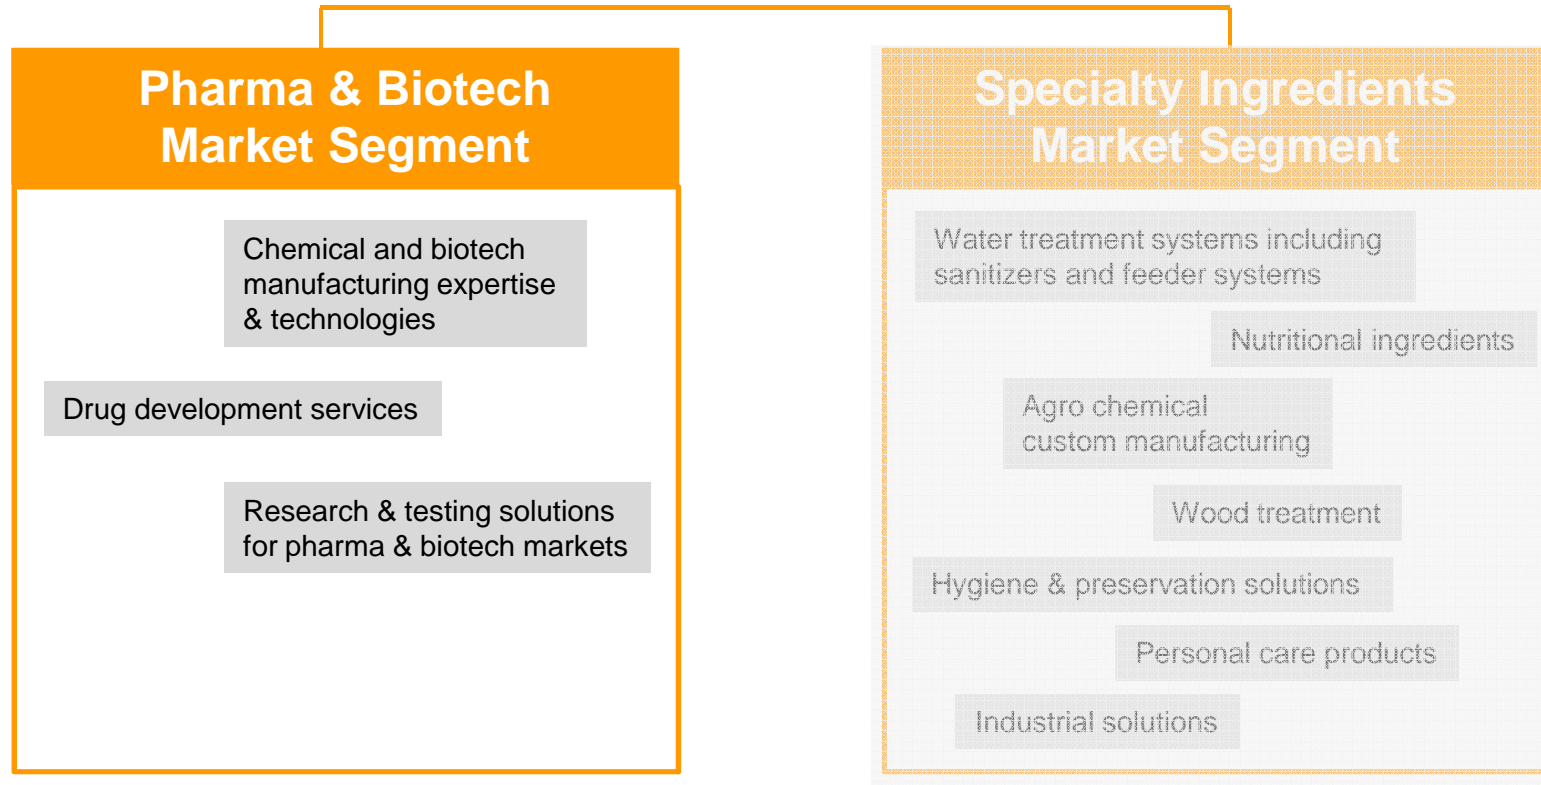 Pharma & Biotech
Market Segment
Chemical and biotech
manufacturing expertise
& technologies
Drug development services
Research & testing solutions
for pharma & biotech markets
Specialty Ingredients
Market Segment
Water treatment systems including
sanitizers and feeder systems
Nutritional ingredients
Agro chemical
custom manufacturing
Wood treatment
Hygiene & preservation solutions
Personal care products
Industrial solutions